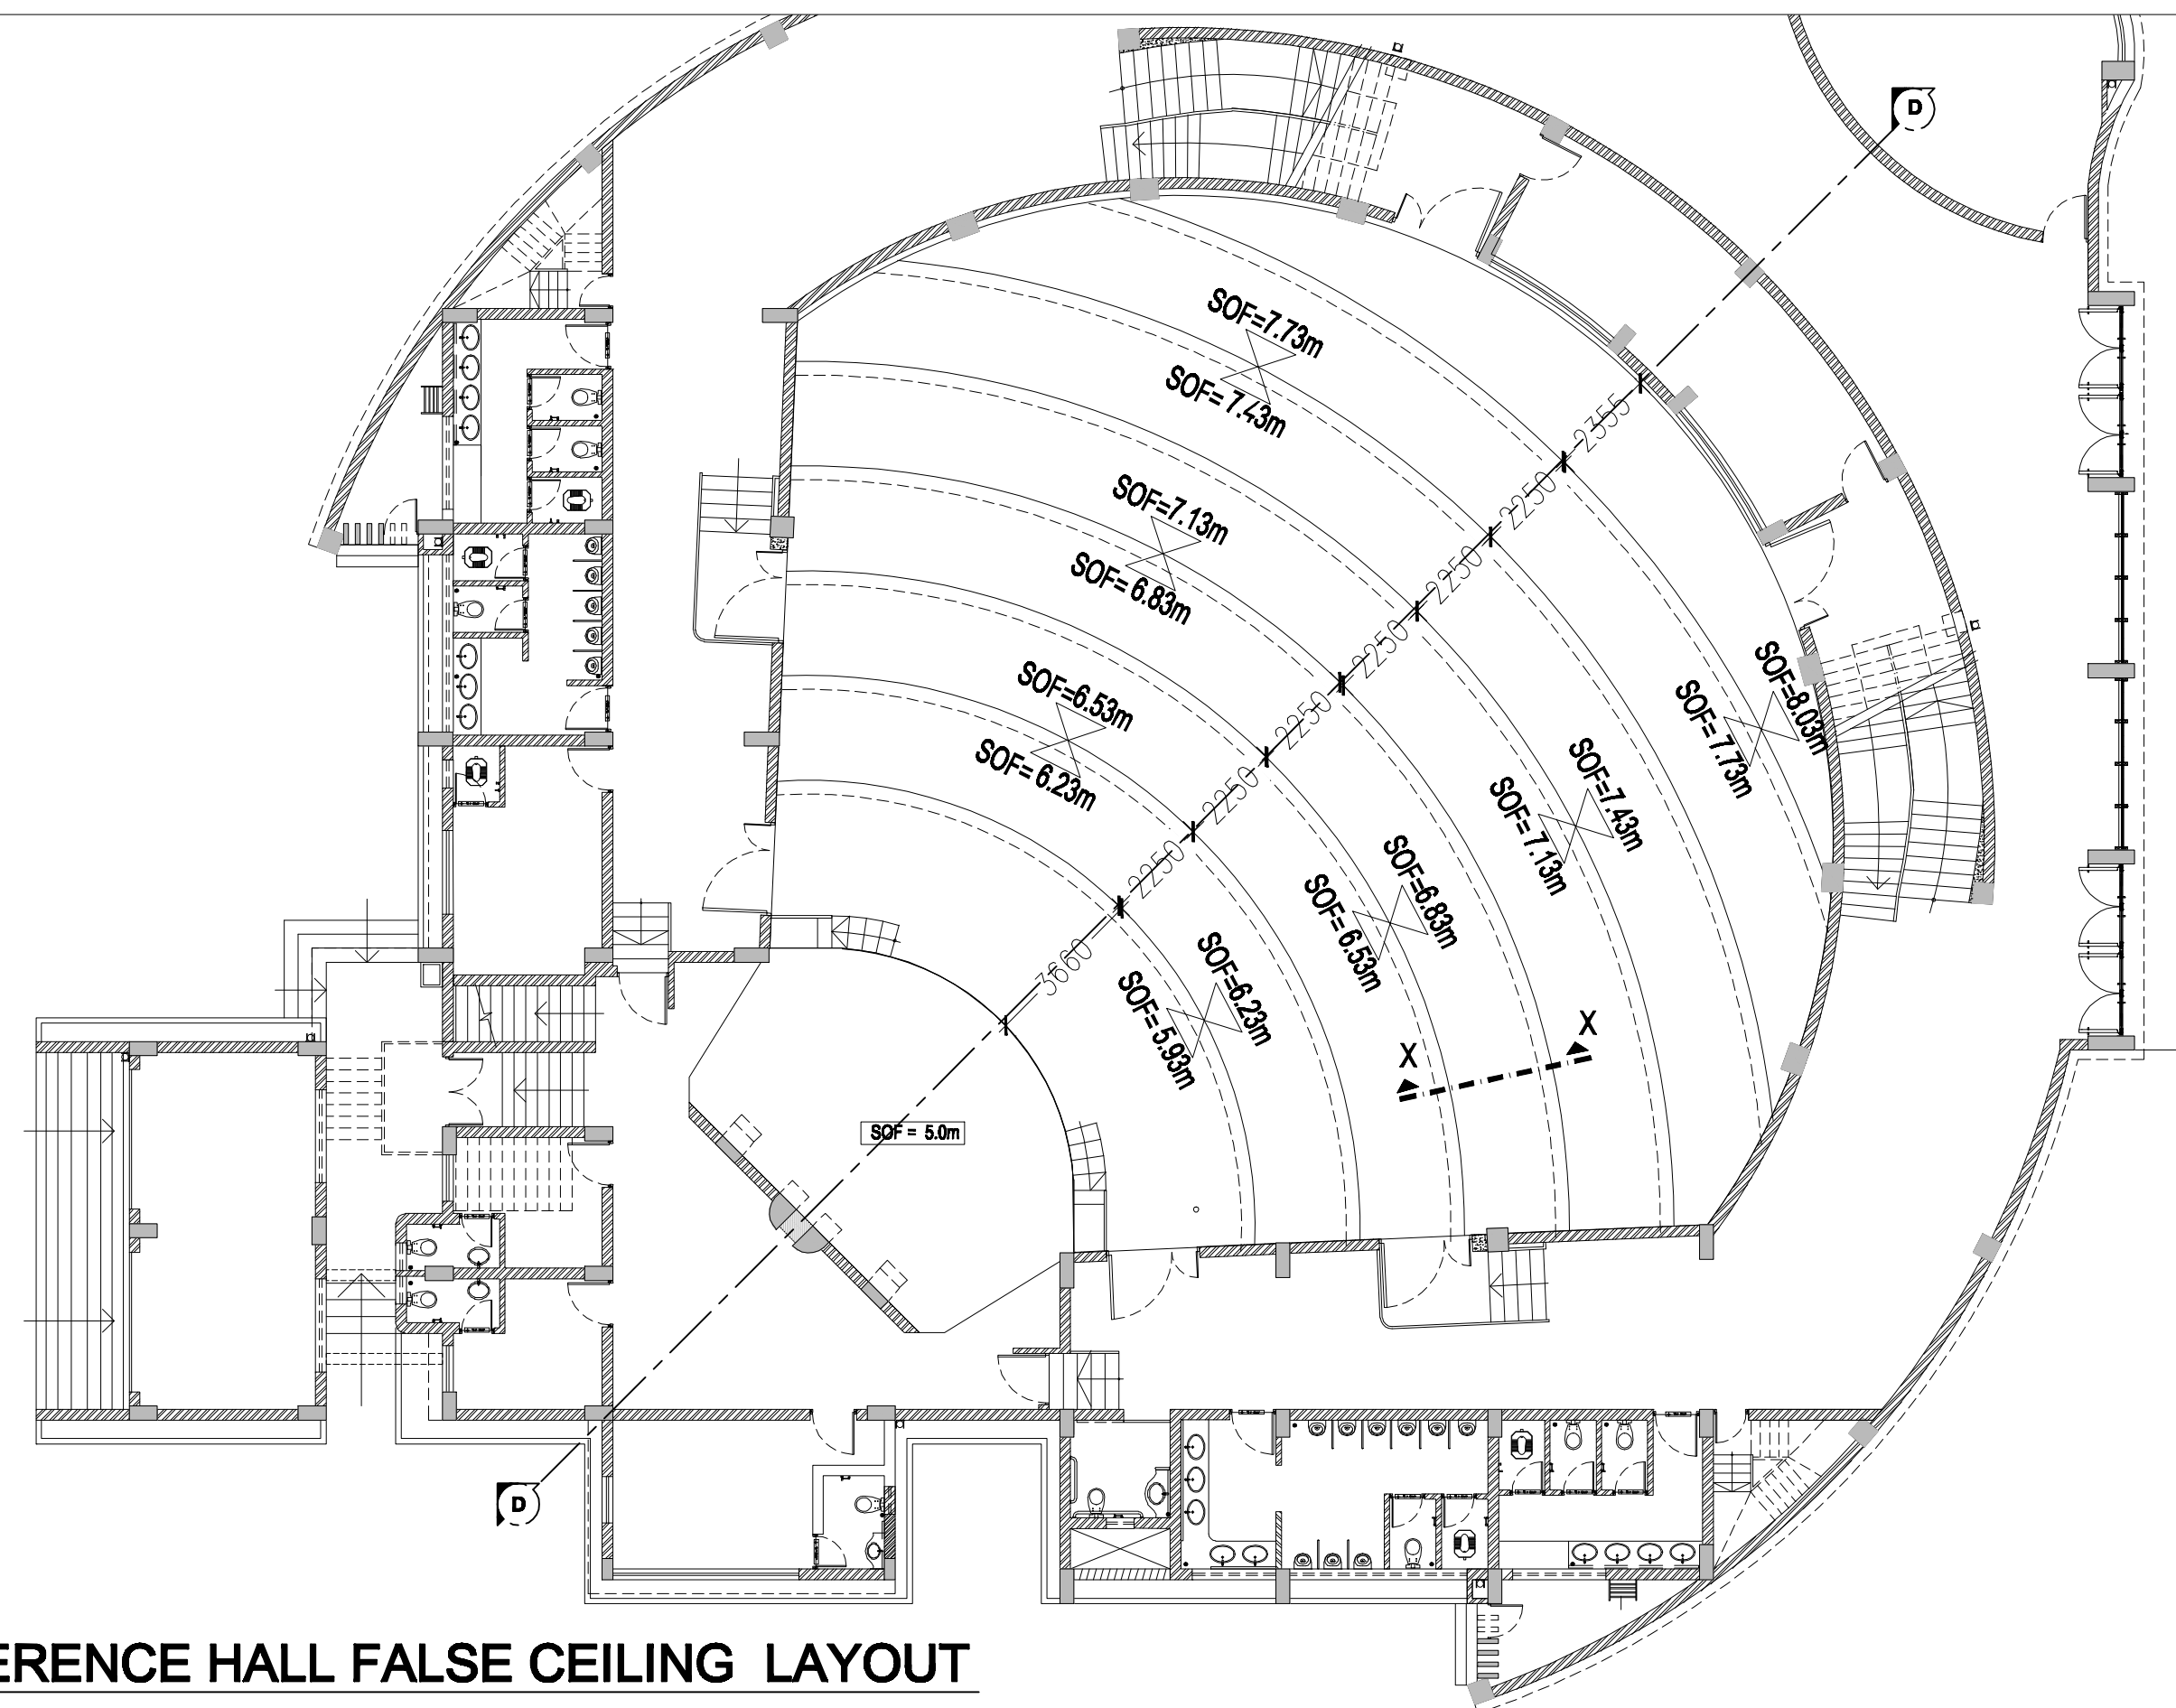 D
SOF=7.73m
SOF= 7.43m
2355
2250
SOF=7.13m
SOF= 6.83m
2250
2250
SOF=6.53m
SOF= 6.23m
2250
2250
2250
3660
SOF=8.03m
SOF= 7.73m
SOF=7.43m
SOF= 7.13m
SOF=6.83m
SOF= 6.53m
SOF=6.23m
SOF= 5.93m
X
X
SOF = 5.0m
D
ERENCE HALL FALSE CEILING LAYOUT